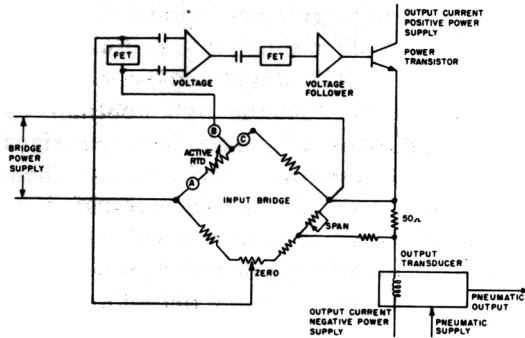 OUTPUT CURRENT
POSITIVE POWER
SUPPLY
POWER
TRANSISTOR
FET
VOLTAGE
FET
VOLTAGE
FOLLOWER
BRIDGE
POWER
SUPPLY
B
C
ACTIVE
RTD
A
INPUT BRIDGE
SPAN
50Ω
ZERO
OUTPUT
TRANSDUCER
PNEUMATIC
OUTPUT
OUTPUT CURRENT
NEGATIVE POWER
SUPPLY
PNEUMATIC
SUPPLY